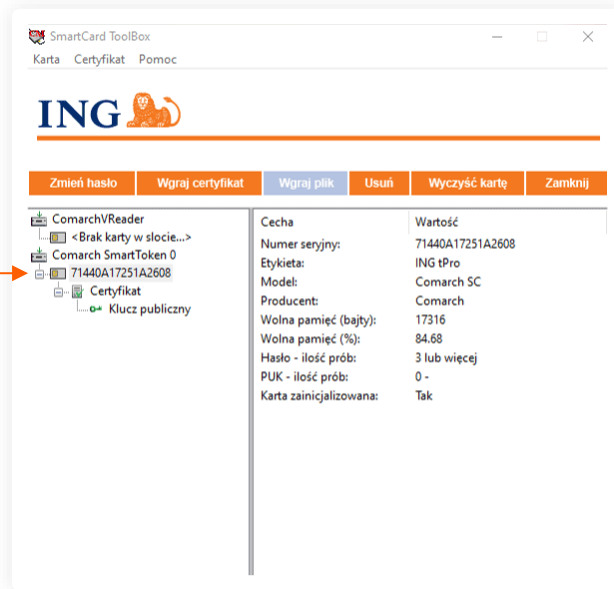 SmartCard ToolBox
Karta Certyfikat Pomoc
ING
Zmień hasło Wgraj certyfikat Wgraj plik Usuń Wyczyść kartę Zamknij
ComarchVReader
<Brak karty w slocie...>
Comarch SmartToken 0
71440A17251A2608
Certyfikat
Klucz publiczny
Cecha Wartość
Numer seryjny: 71440A17251A2608
Etykieta: ING tPro
Model: Comarch SC
Producent: Comarch
Wolna pamięć (bajty): 17316
Wolna pamięć (%): 84.68
Hasło - ilość prób: 3 lub więcej
PUK - ilość prób: 0 -
Karta zainicjalizowana: Tak